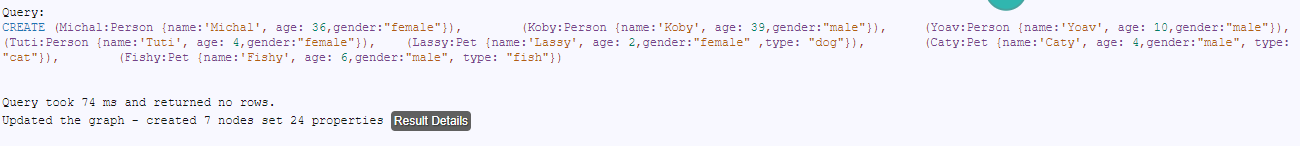 Query:
CREATE (Michal:Person {name:'Michal', age: 36,gender:"female"}), (Koby:Person {name:'Koby', age: 39,gender:"male"}), (Yoav:Person {name:'Yoav', age: 10,gender:"male"}),
(Tuti:Person {name:'Tuti', age: 4,gender:"female"}), (Lassy:Pet {name:'Lassy', age: 2,gender:"female" ,type: "dog"}), (Caty:Pet {name:'Caty', age: 4,gender:"male", type:
"cat"}), (Fishy:Pet {name:'Fishy', age: 6,gender:"male", type: "fish"})
Query took 74 ms and returned no rows.
Updated the graph - created 7 nodes set 24 properties Result Details